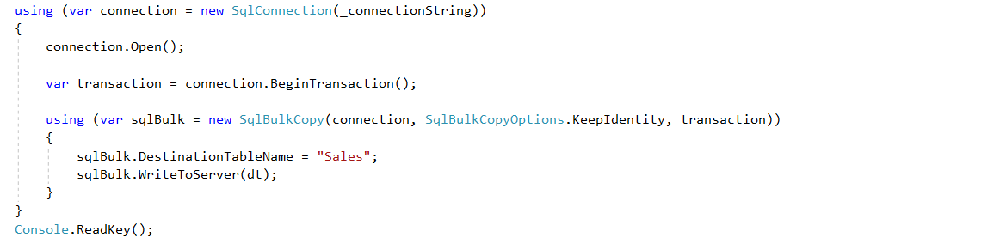 using (var connection = new SqlConnection(_connectionString))
{
    connection.Open();

    var transaction = connection.BeginTransaction();

    using (var sqlBulk = new SqlBulkCopy(connection, SqlBulkCopyOptions.KeepIdentity, transaction))
    {
        sqlBulk.DestinationTableName = "Sales";
        sqlBulk.WriteToServer(dt);
    }
}
Console.ReadKey();